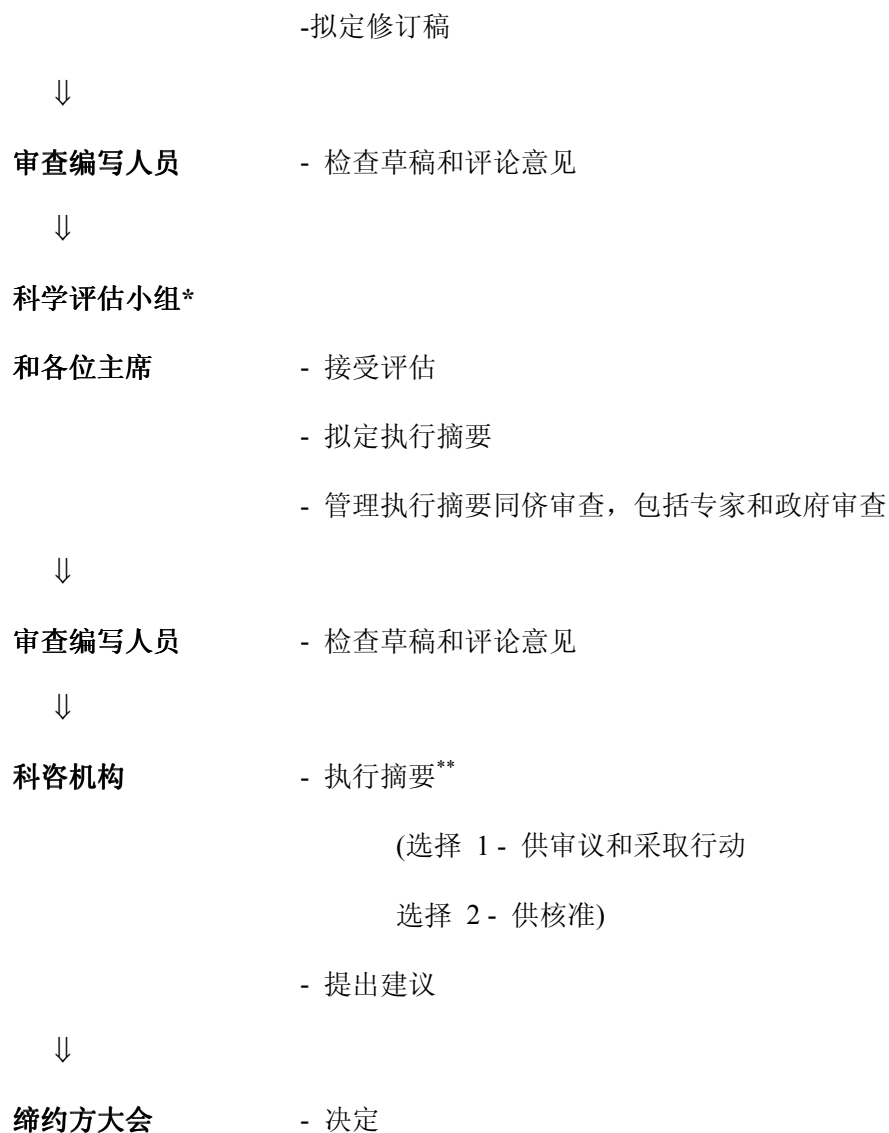 -拟定修订稿
⇓
审查编写人员 - 检查草稿和评论意见
⇓
科学评估小组*
和各位主席 - 接受评估
- 拟定执行摘要
- 管理执行摘要同侪审查，包括专家和政府审查
⇓
审查编写人员 - 检查草稿和评论意见
⇓
科咨机构 - 执行摘要**
(选择 1 - 供审议和采取行动
选择 2 - 供核准)
- 提出建议
⇓
缔约方大会 - 决定